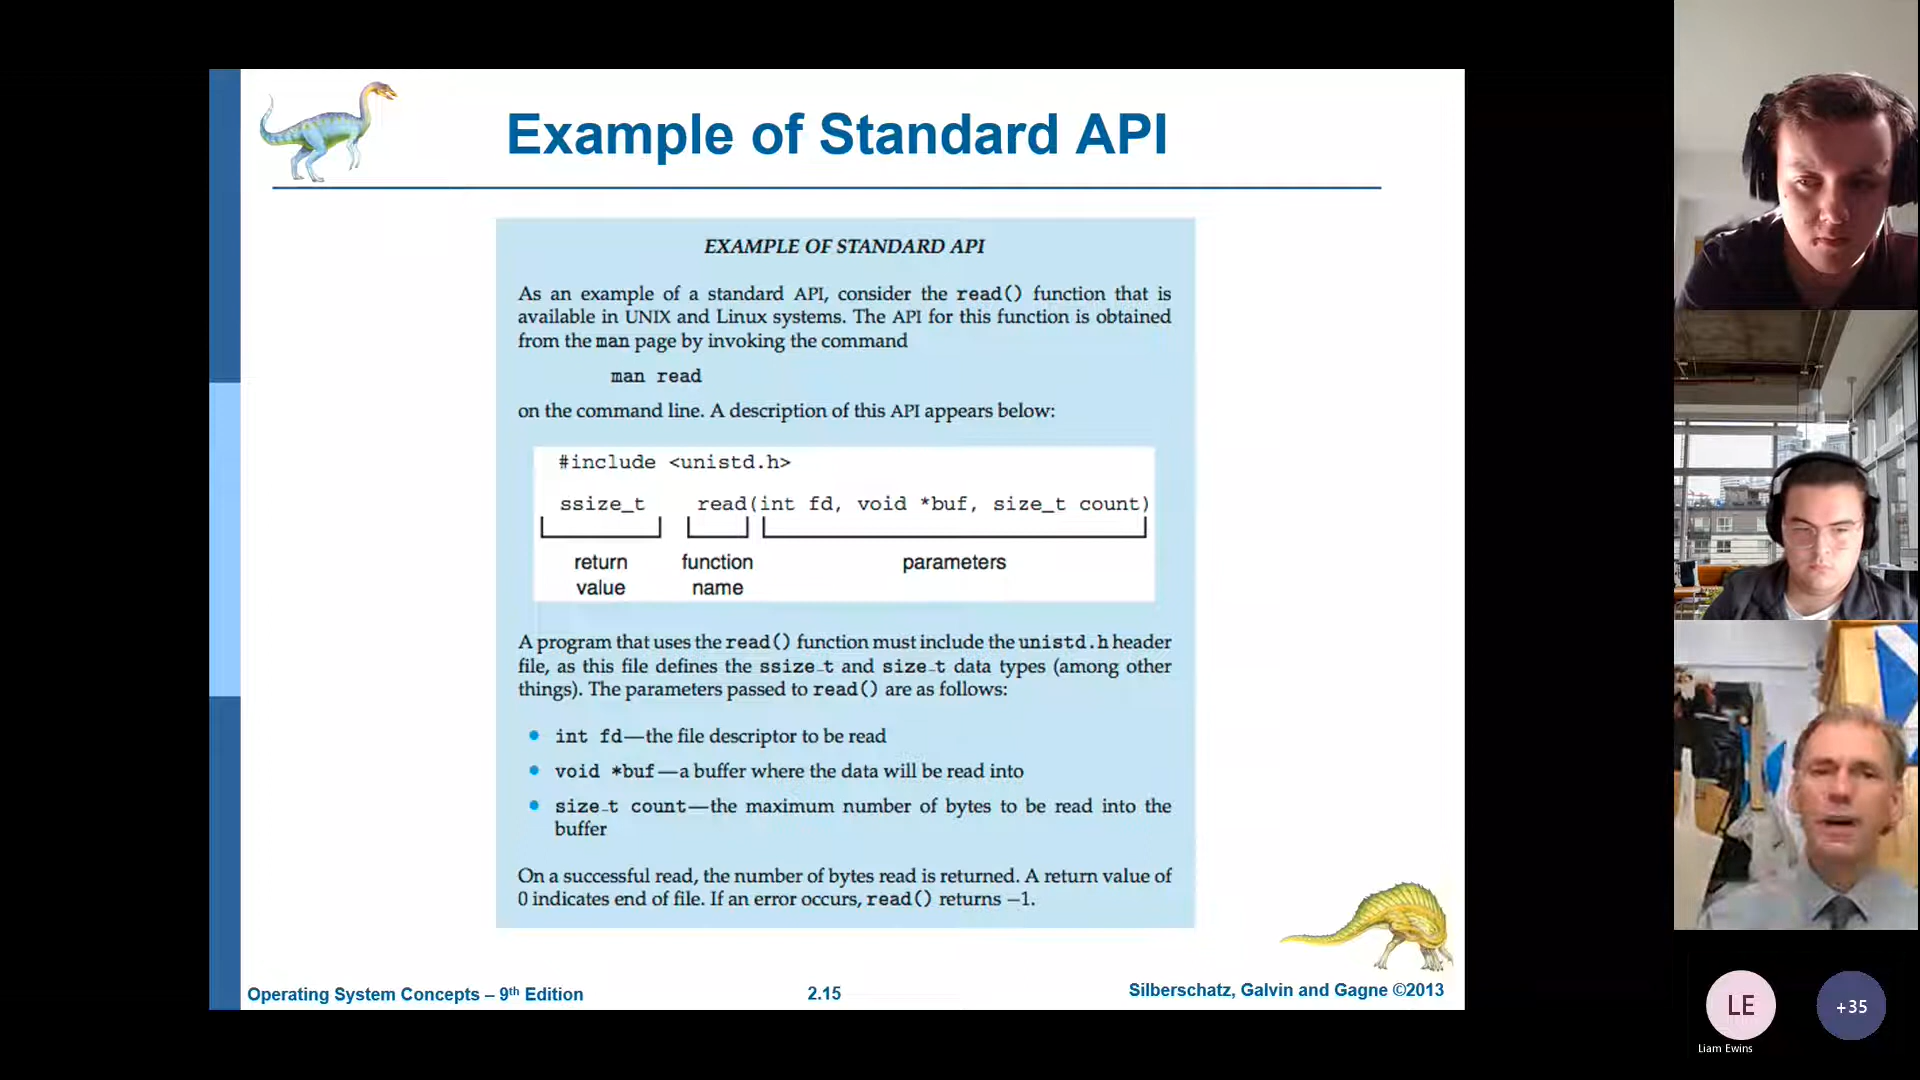 Example of Standard API
EXAMPLE OF STANDARD API
As an example of a standard API, consider the read() function that is
available in UNIX and Linux systems. The API for this function is obtained
from the man page by invoking the command
man read
on the command line. A description of this API appears below:
#include <unistd.h>
ssize_t read(int fd, void *buf, size_t count)
return function parameters
value name
A program that uses the read() function must include the unistd.h header
file, as this file defines the ssize_t and size_t data types (among other
things). The parameters passed to read() are as follows:
• int fd—the file descriptor to be read
• void *buf—a buffer where the data will be read into
• size_t count—the maximum number of bytes to be read into the
buffer
On a successful read, the number of bytes read is returned. A return value of
0 indicates end of file. If an error occurs, read() returns −1.
Operating System Concepts – 9th Edition 2.15 Silberschatz, Galvin and Gagne ©2013
LE +35
Liam Ewins